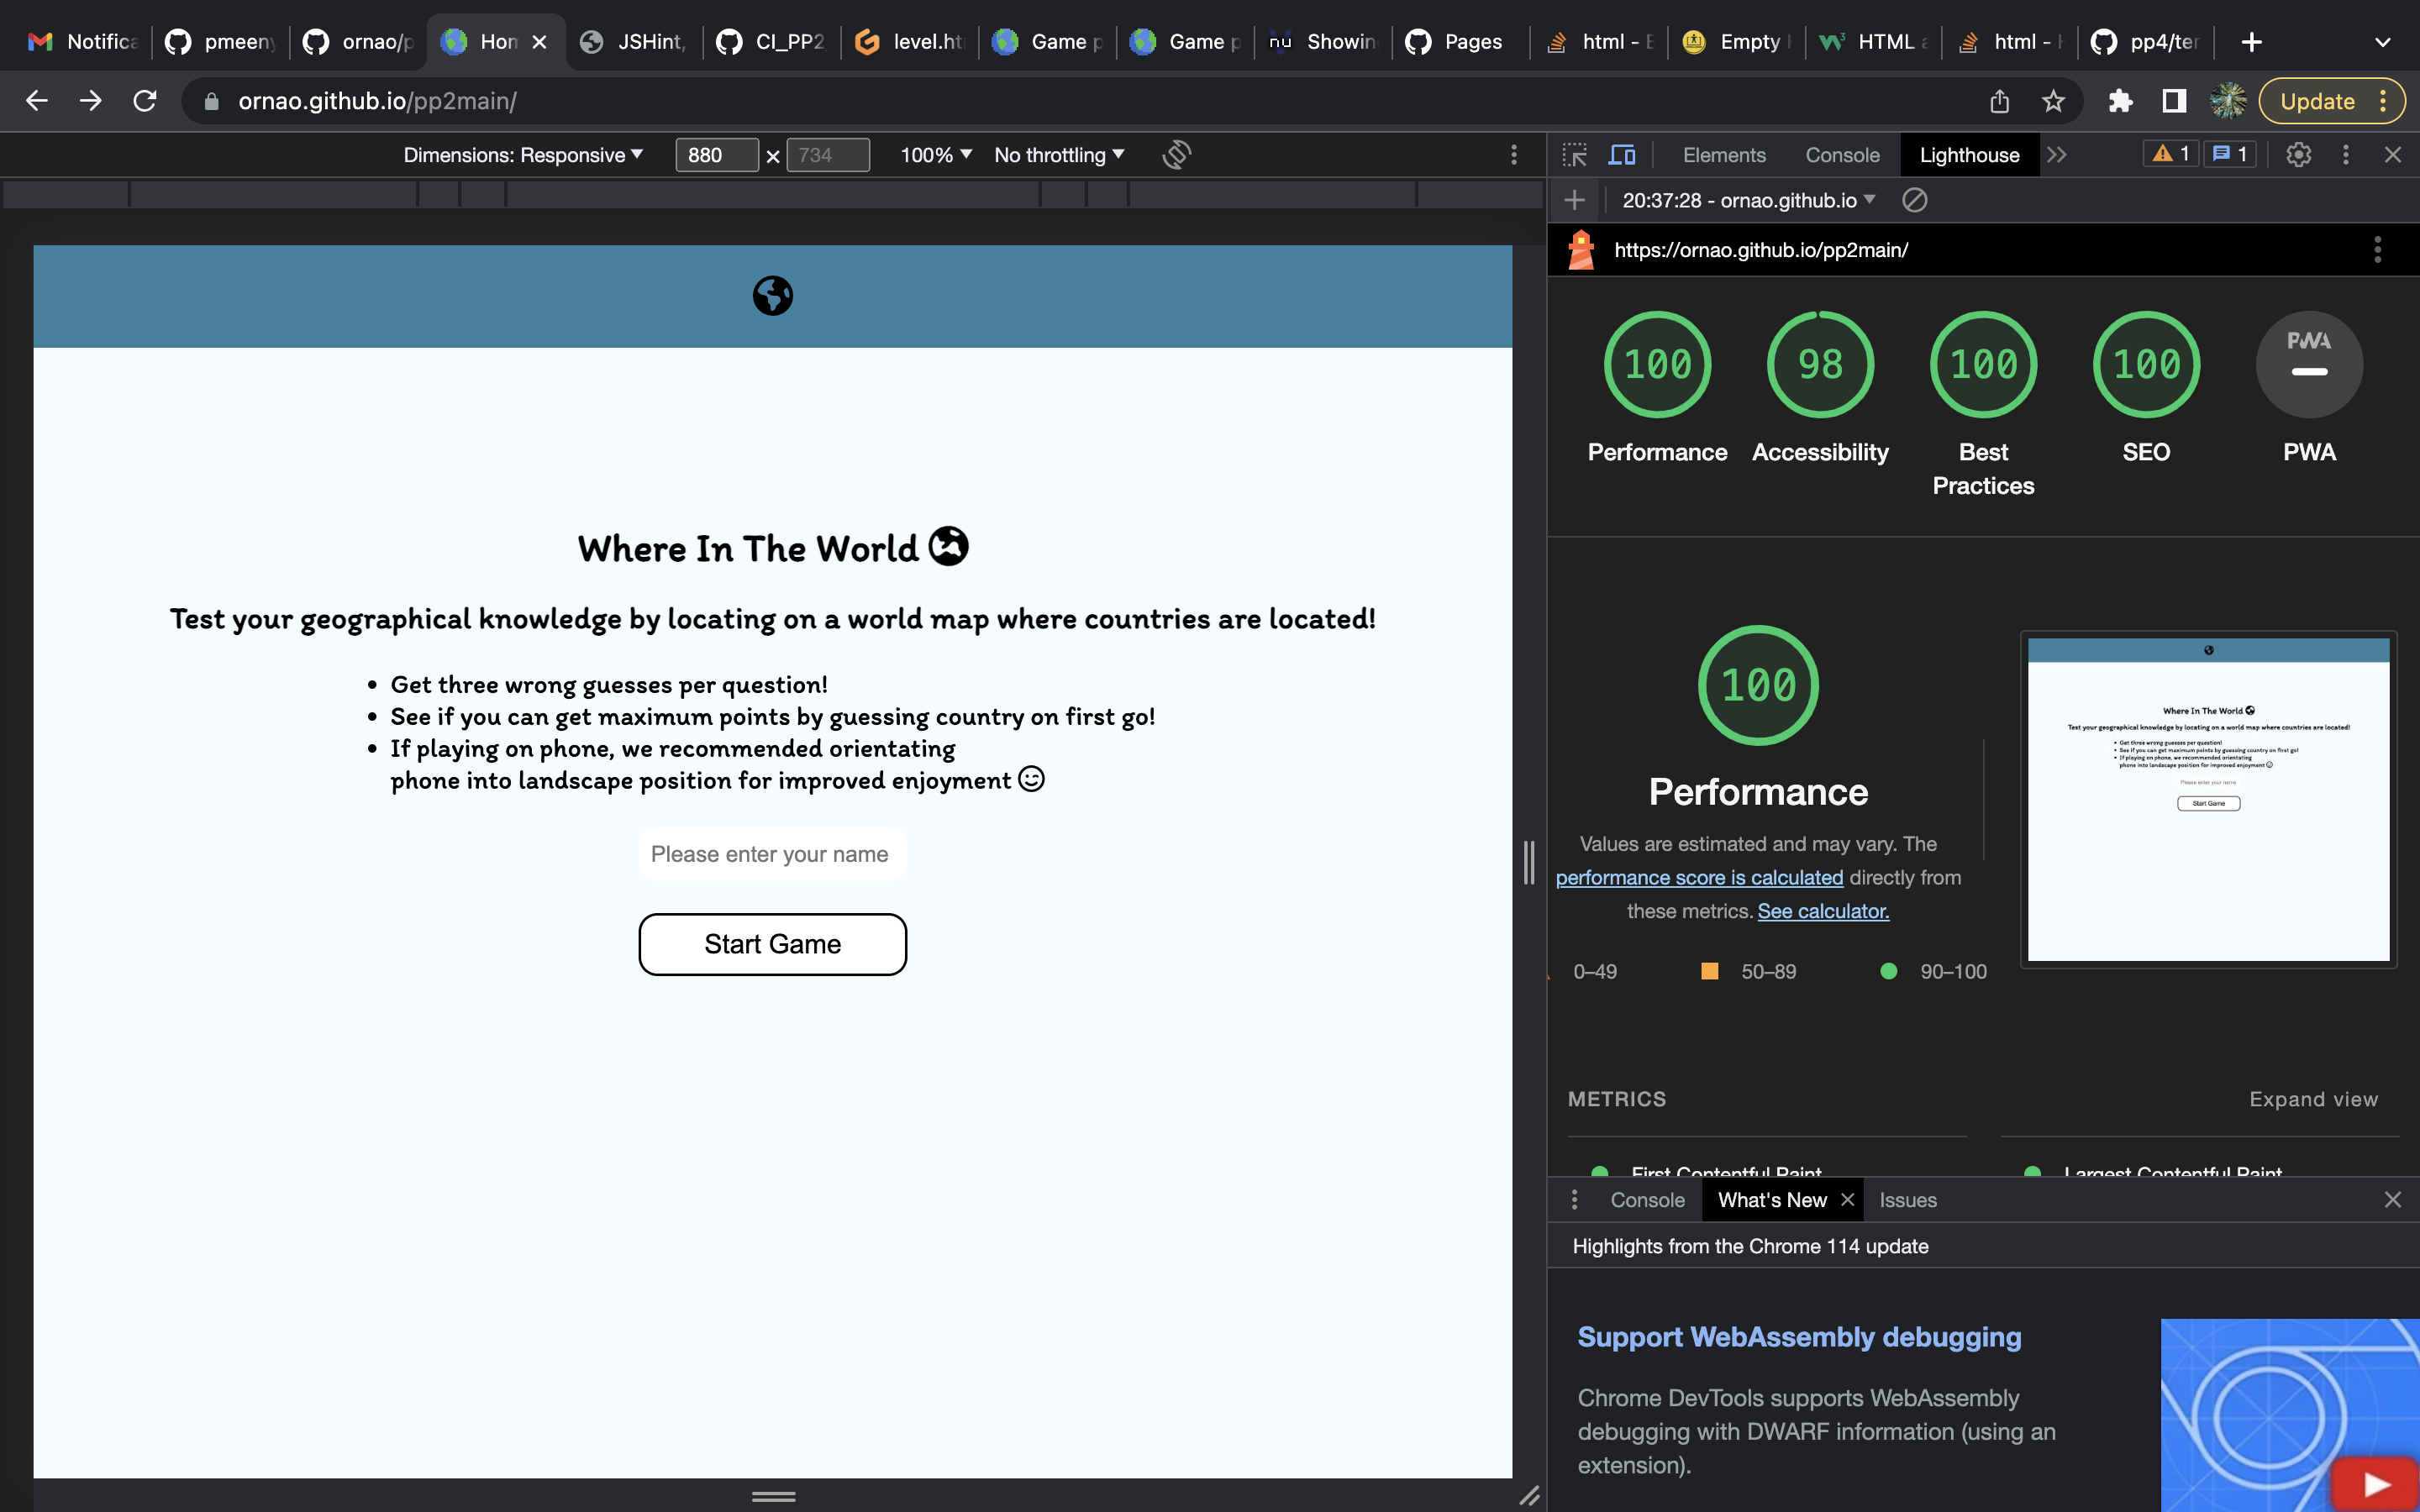 Notifica
pmeeny
ornao/p
Hom
JSHint,
CI_PP2
level.ht
Game p
Game p
nu
Showin
Pages
html - E
Empty
HTML a
html - H
pp4/ter
ornao.github.io/pp2main/
Update
Dimensions: Responsive
880 × 734
100%
No throttling
Elements
Console
Lighthouse
1
1
20:37:28 - ornao.github.io
https://ornao.github.io/pp2main/
100
98
100
100
PWA
Performance
Accessibility
Best
Practices
SEO
PWA
Where In The World
Test your geographical knowledge by locating on a world map where countries are located!
Get three wrong guesses per question!
See if you can get maximum points by guessing country on first go!
If playing on phone, we recommended orientating
phone into landscape position for improved enjoyment
Please enter your name
Start Game
100
Performance
Values are estimated and may vary. The
performance score is calculated directly from
these metrics. See calculator.
0–49
50–89
90–100
Where In The World
Test your geographical knowledge by locating on a world map where countries are located!
Get three wrong guesses per question!
See if you can get maximum points by guessing country on first go!
If playing on phone, we recommended orientating
phone into landscape position for improved enjoyment
Please enter your name
Start Game
METRICS
Expand view
First Contentful Paint
Largest Contentful Paint
Console
What's New
Issues
Highlights from the Chrome 114 update
Support WebAssembly debugging
Chrome DevTools supports WebAssembly
debugging with DWARF information (using an
extension).